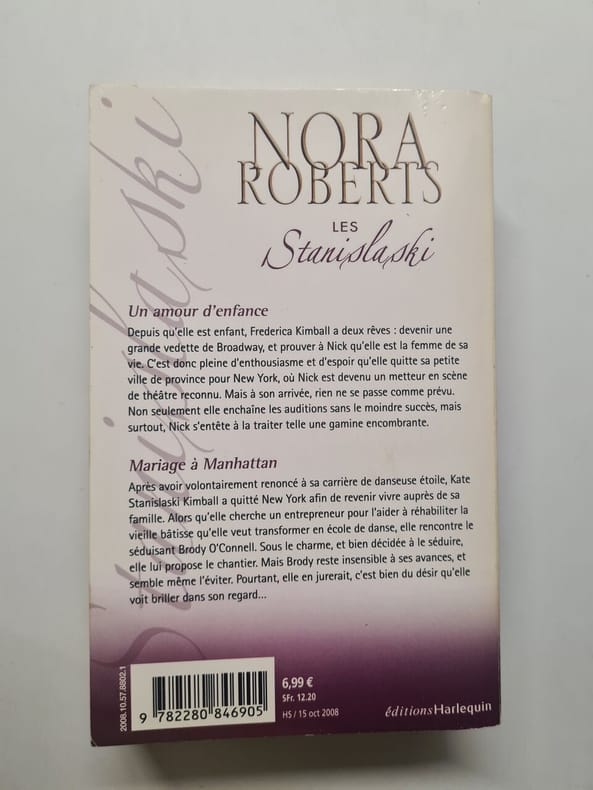 Stanislaski
NORA
ROBERTS
LES
Stanislaski
Un amour d'enfance
Depuis qu'elle est enfant, Frederica Kimball a deux rêves : devenir une
grande vedette de Broadway, et prouver à Nick qu'elle est la femme de sa
vie. C'est donc pleine d'enthousiasme et d'espoir qu'elle quitte sa petite
ville de province pour New York, où Nick est devenu un metteur en scène
de théâtre reconnu. Mais à son arrivée, rien ne se passe comme prévu.
Non seulement elle enchaîne les auditions sans le moindre succès, mais
surtout, Nick s'entête à la traiter telle une gamine encombrante.
Mariage à Manhattan
Après avoir volontairement renoncé à sa carrière de danseuse étoile, Kate
Stanislaski Kimball a quitté New York afin de revenir vivre auprès de sa
famille. Alors qu'elle cherche un entrepreneur pour l'aider à réhabiliter la
vieille bâtisse qu'elle veut transformer en école de danse, elle rencontre le
séduisant Brody O'Connell. Sous le charme, et bien décidée à le séduire,
elle lui propose le chantier. Mais Brody reste insensible à ses avances, et
semble même l'éviter. Pourtant, elle en jurerait, c'est bien du désir qu'elle
voit briller dans son regard...
2008.10.57.8802.1
9 782280 846905
6,99 €
SFr. 12.20
HS / 15 oct 2008
éditionsHarlequin